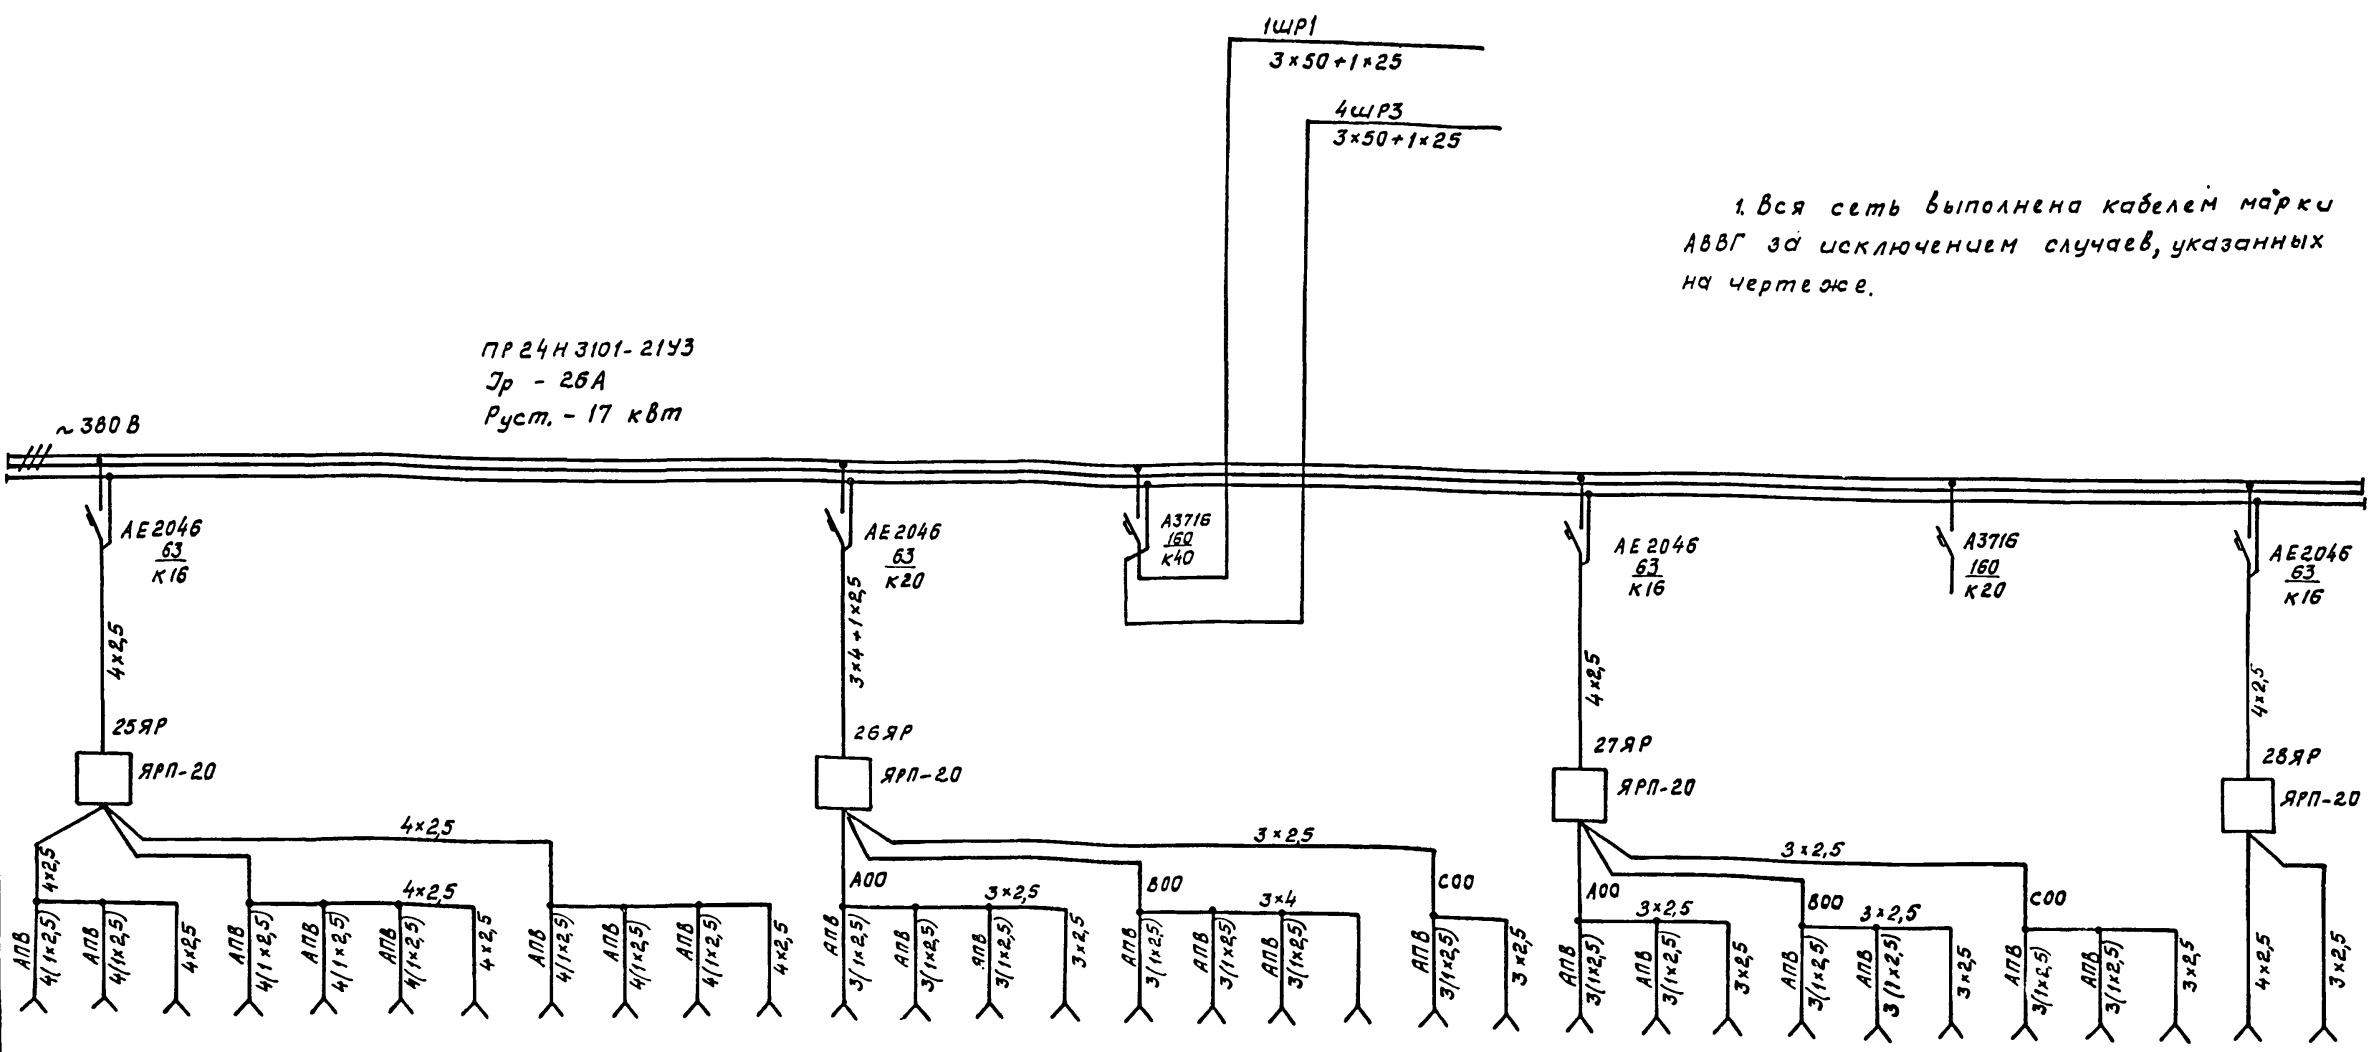 1ШР1
3×50+1×25
4ШР3
3×50+1×25
1. Вся сеть выполнена кабелем марки
АВВГ за исключением случаев, указанных
на чертеже.
ПР24Н3101-21У3
Jр - 26А
Руст. - 17 квт
~380В
АЕ2046
63
К16
АЕ2046
63
К20
А3716
160
К40
АЕ2046
63
К16
А3716
160
К20
АЕ2046
63
К16
4×2,5
3×4+1×2,5
4×2,5
4×2,5
25ЯР
ЯРП-20
26ЯР
ЯРП-20
27ЯР
ЯРП-20
28ЯР
ЯРП-20
4×2,5
3×2,5
3×2,5
4×2,5
4×2,5
А00
3×2,5
В00
3×4
С00
А00
3×2,5
В00
3×2,5
С00
АПВ
4(1×2,5)
АПВ
4(1×2,5)
4×2,5
АПВ
4(1×2,5)
АПВ
4(1×2,5)
АПВ
4(1×2,5)
4×2,5
АПВ
4(1×2,5)
АПВ
4(1×2,5)
АПВ
4(1×2,5)
4×2,5
АПВ
3(1×2,5)
АПВ
3(1×2,5)
АПВ
3(1×2,5)
3×2,5
АПВ
3(1×2,5)
АПВ
3(1×2,5)
АПВ
3(1×2,5)
АПВ
3(1×2,5)
3×2,5
АПВ
3(1×2,5)
АПВ
3(1×2,5)
3×2,5
АПВ
3(1×2,5)
АПВ
3(1×2,5)
3×2,5
АПВ
3(1×2,5)
АПВ
3(1×2,5)
3×2,5
4×2,5
3×2,5